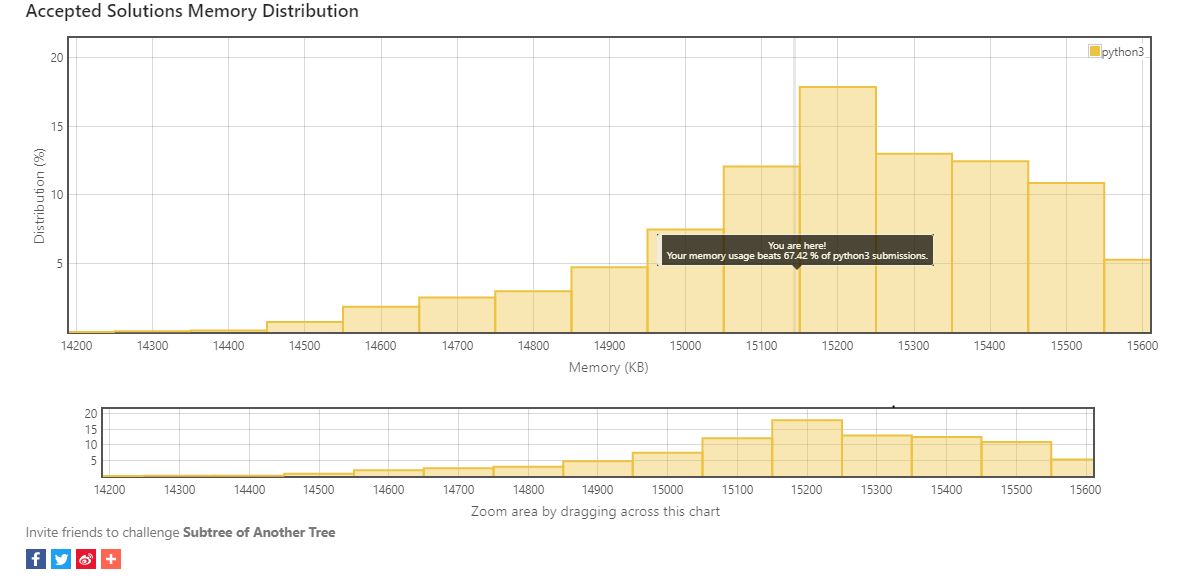 Accepted Solutions Memory Distribution
python3
20
15
10
5
Distribution (%)
You are here!
Your memory usage beats 67.42 % of python3 submissions.
14200 14300 14400 14500 14600 14700 14800 14900 15000 15100 15200 15300 15400 15500 15600
Memory (KB)
20
15
10
5
14200 14300 14400 14500 14600 14700 14800 14900 15000 15100 15200 15300 15400 15500 15600
Zoom area by dragging across this chart
Invite friends to challenge Subtree of Another Tree